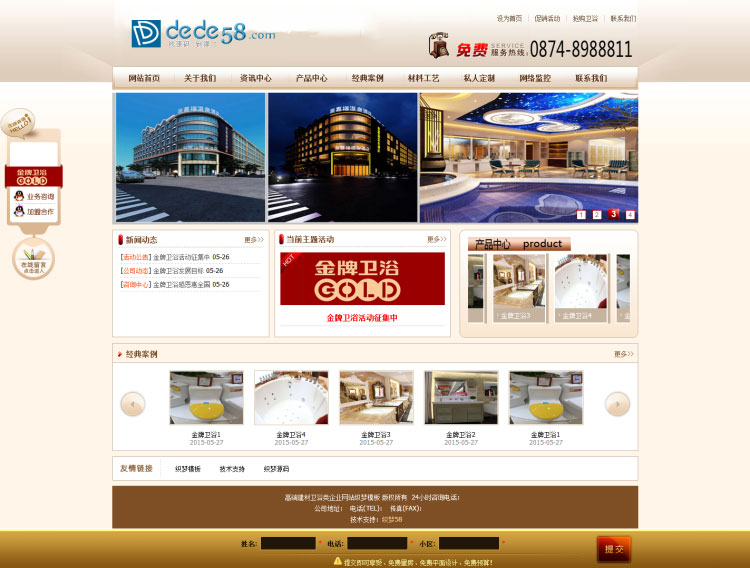 设为首页 | 促销活动 | 抢购卫浴 | 联系我们
dede58.com
免费 SERVICE 服务热线: 0874-8988811
网站首页 关于我们 资讯中心 产品中心 经典案例 材料工艺 私人定制 网络监控 联系我们
HELLO!
金牌卫浴
GOLD
业务咨询
加盟合作
在线留言
点击进入
1 2 3 4
新闻动态 更多>>
[活动公告] 金牌卫浴活动征集中 05-26
[公司动态] 金牌卫浴发展目标 05-26
[咨询中心] 金牌卫浴感恩惠全国 05-26
当前主题活动 更多>>
HOT
金牌卫浴
GOLD
金牌卫浴活动征集中
产品中心 product
· 金牌卫浴3 · 金牌卫浴4 · 金
经典案例 更多>>
金牌卫浴1 金牌卫浴4 金牌卫浴3 金牌卫浴2 金牌卫浴1
2015-05-27 2015-05-27 2015-05-27 2015-05-27 2015-05-27
友情链接 织梦模板 技术支持 织梦源码
高端建材卫浴类企业网站织梦模板 版权所有 24小时咨询电话:
公司地址: 电话(TEL): 传真(FAX):
技术支持: 织梦58
姓名: * 电话: * 小区: * 提 交
提交即可享受、免费量房、免费平面设计、免费预算!